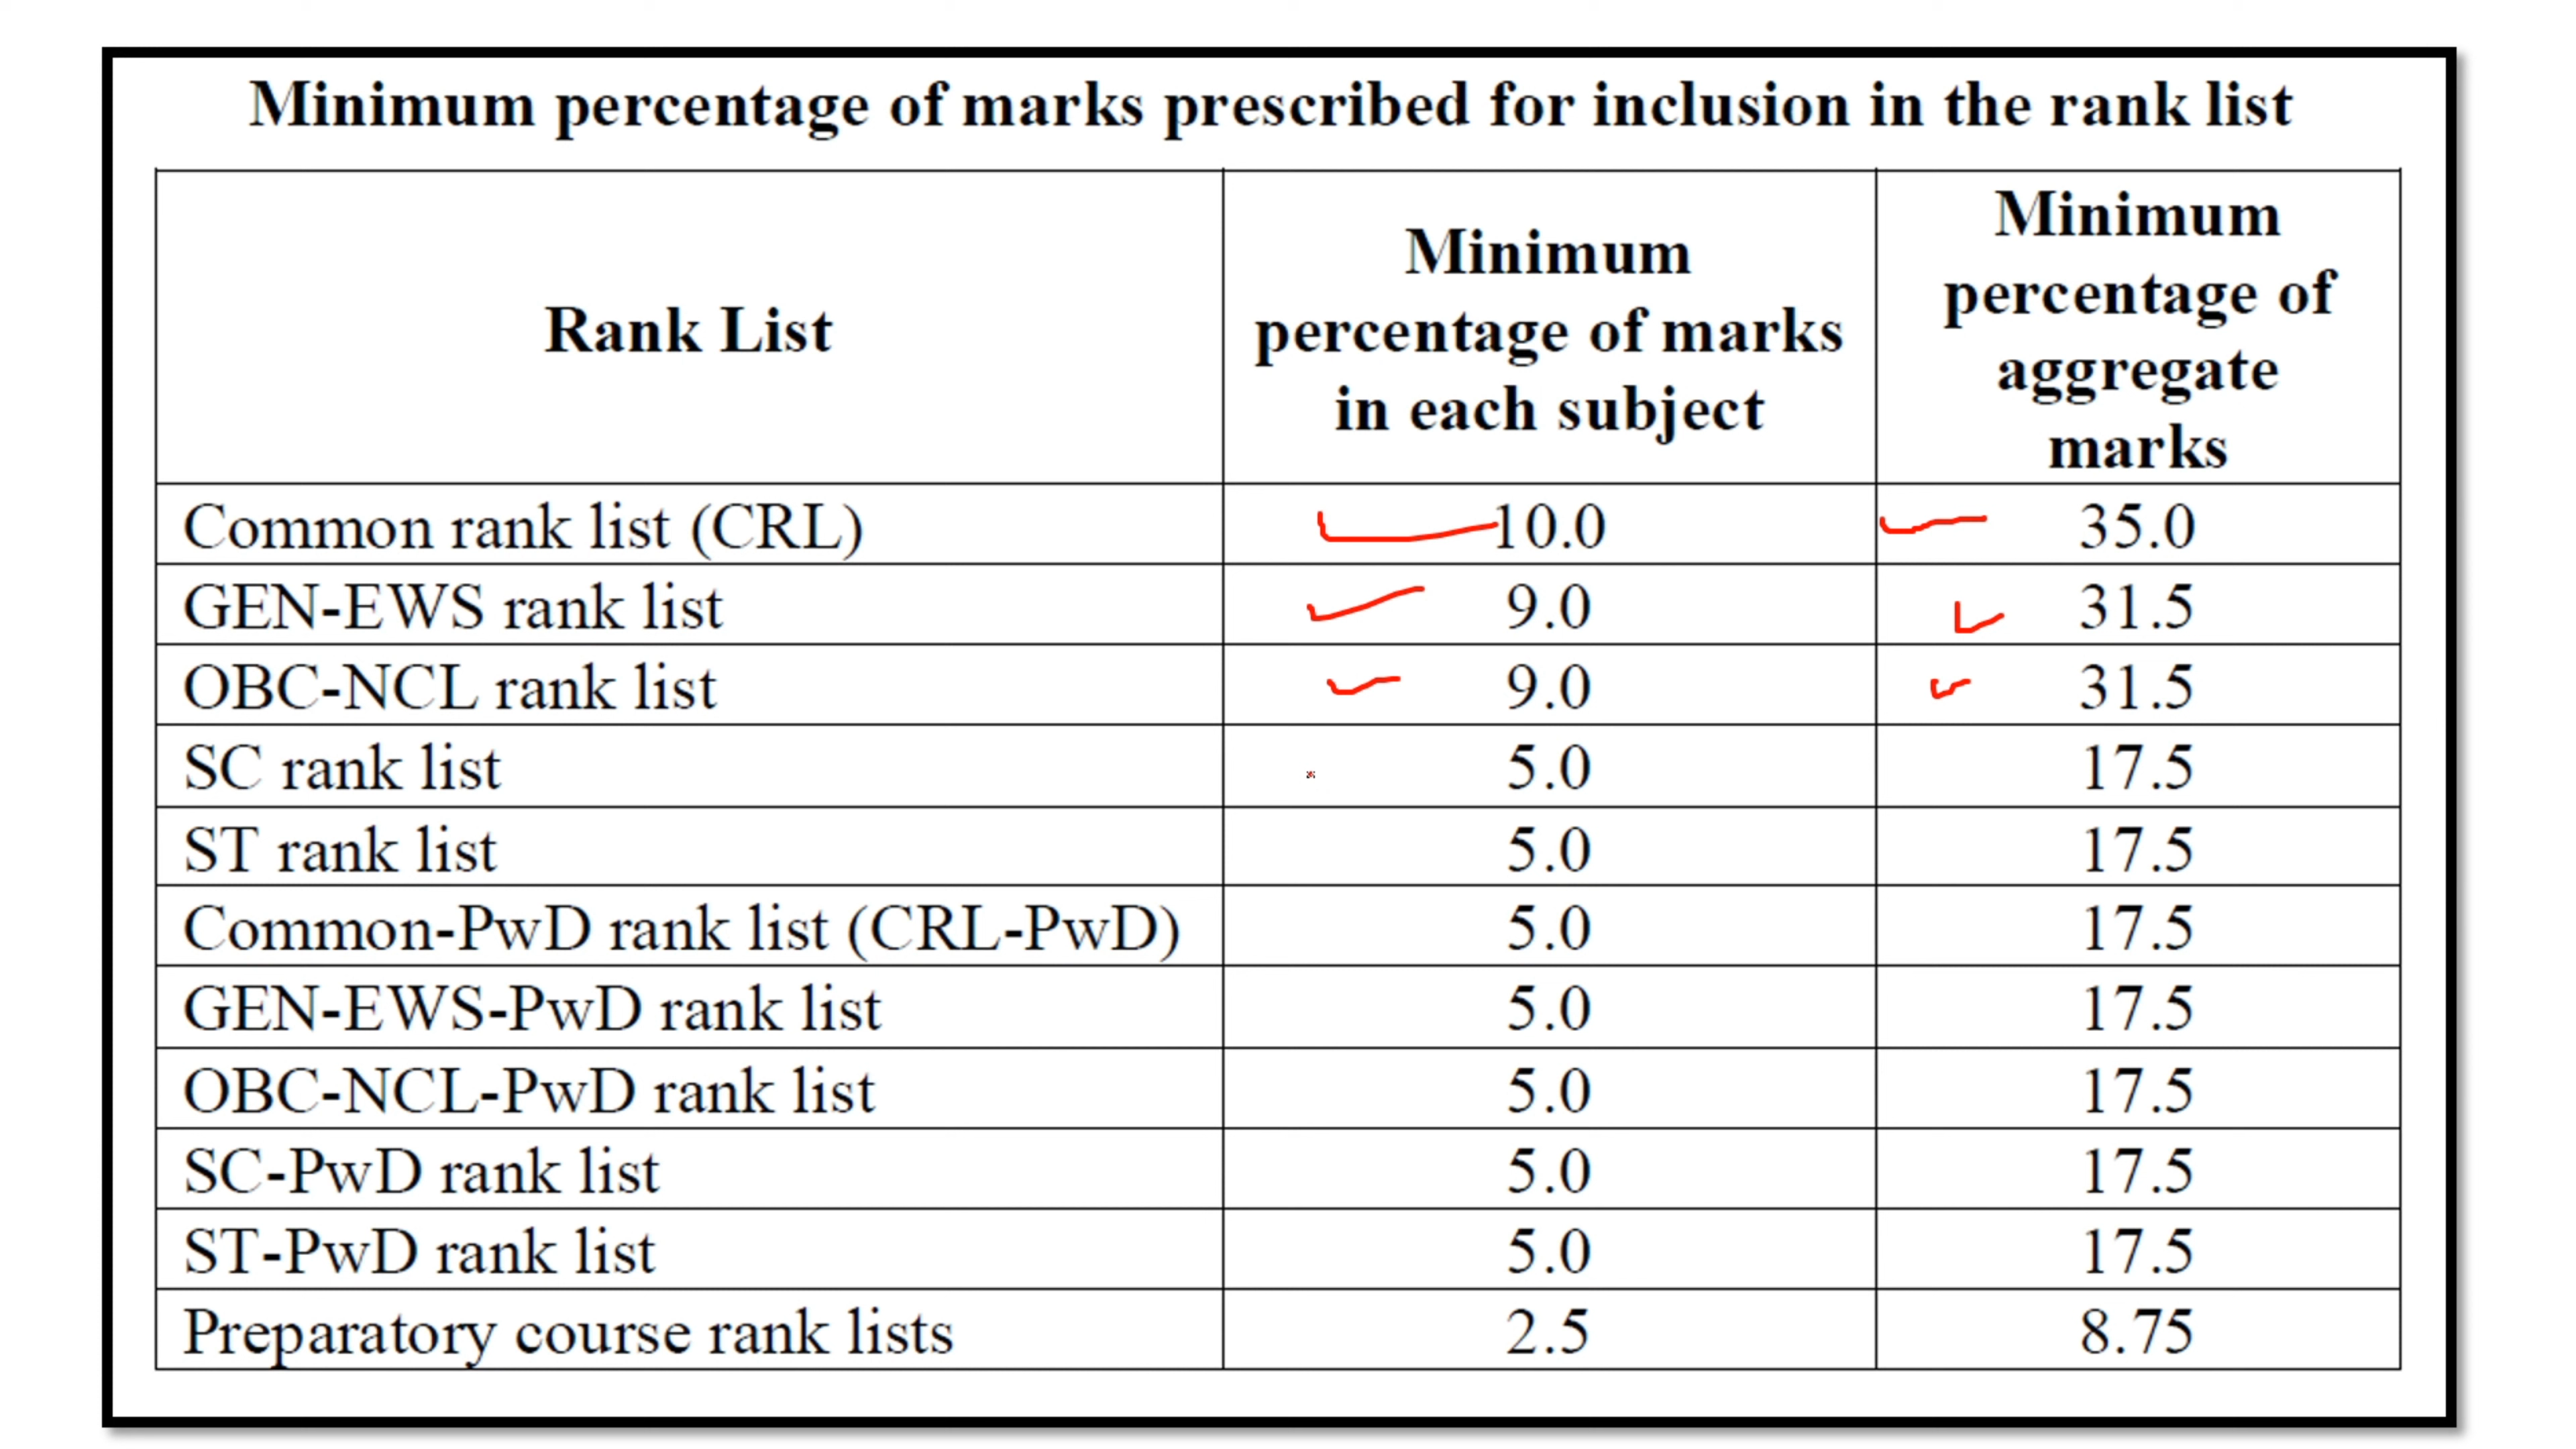 Minimum percentage of marks prescribed for inclusion in the rank list
Rank List
Minimum
percentage of marks
in each subject
Minimum
percentage of
aggregate
marks
Common rank list (CRL) 10.0 35.0
GEN-EWS rank list 9.0 31.5
OBC-NCL rank list 9.0 31.5
SC rank list 5.0 17.5
ST rank list 5.0 17.5
Common-PwD rank list (CRL-PwD) 5.0 17.5
GEN-EWS-PwD rank list 5.0 17.5
OBC-NCL-PwD rank list 5.0 17.5
SC-PwD rank list 5.0 17.5
ST-PwD rank list 5.0 17.5
Preparatory course rank lists 2.5 8.75